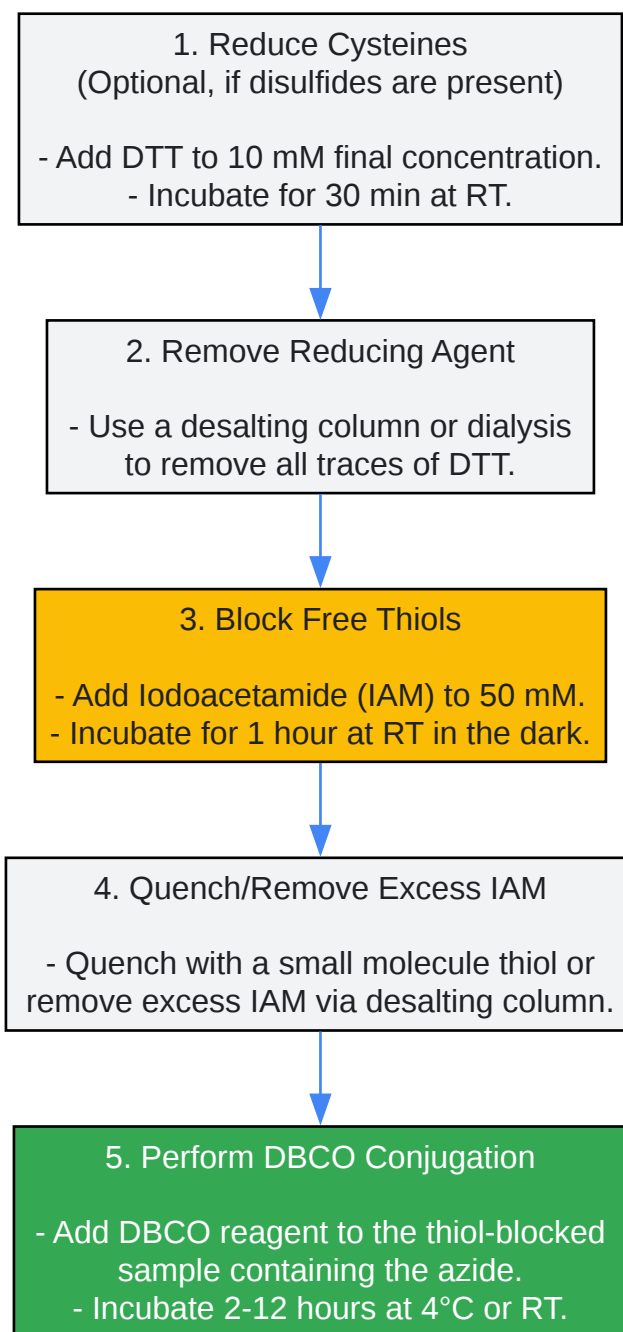 1. Reduce Cysteines
(Optional, if disulfides are present)
- Add DTT to 10 mM final concentration.
- Incubate for 30 min at RT.
2. Remove Reducing Agent
- Use a desalting column or dialysis
to remove all traces of DTT.
3. Block Free Thiols
- Add Iodoacetamide (IAM) to 50 mM.
- Incubate for 1 hour at RT in the dark.
4. Quench/Remove Excess IAM
- Quench with a small molecule thiol or
remove excess IAM via desalting column.
5. Perform DBCO Conjugation
- Add DBCO reagent to the thiol-blocked
sample containing the azide.
- Incubate 2-12 hours at 4°C or RT.